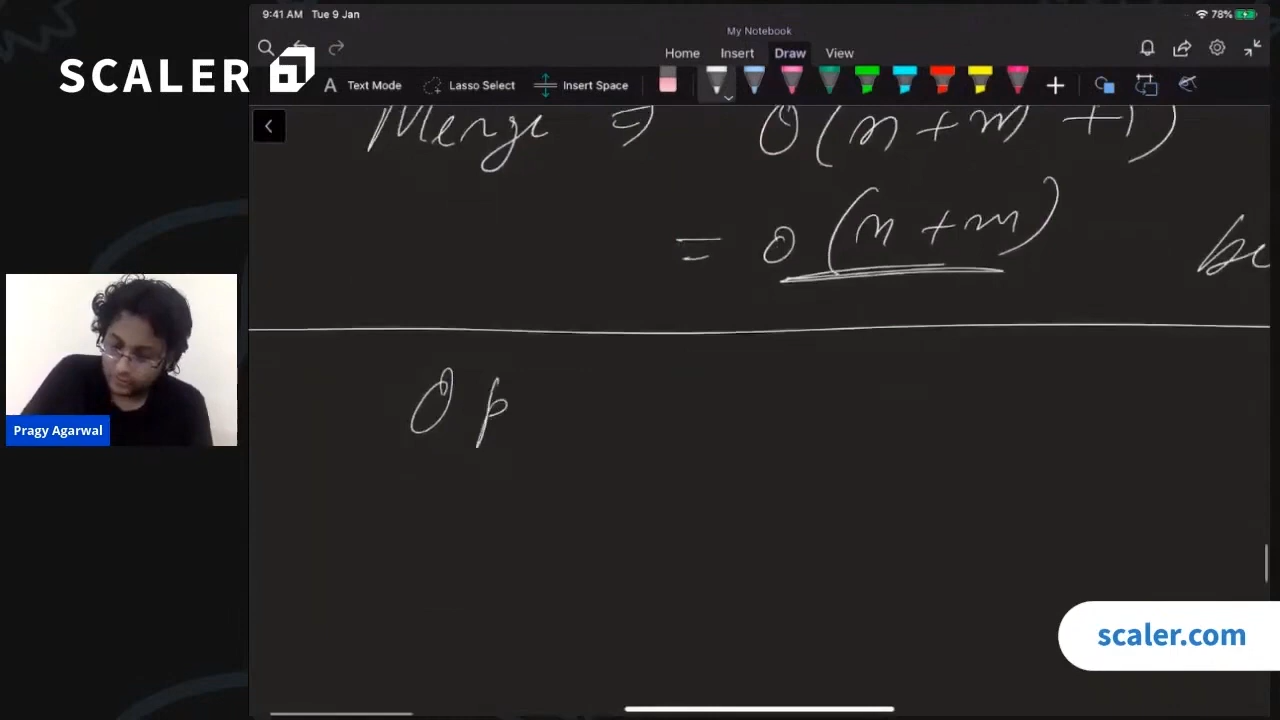 9:41 AM Tue 9 Jan
78%
My Notebook
Home Insert Draw View
SCALER
A Text Mode Lasso Select Insert Space
Merge ⇒ O(n+m+1)
= O(n+m) be
Op
Pragy Agarwal
scaler.com